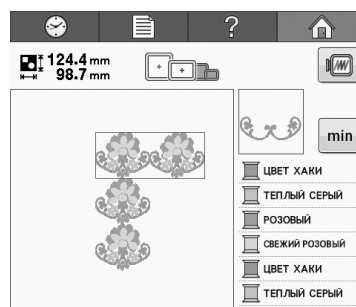 ?
124.4 mm
98.7 mm
min
ЦВЕТ ХАКИ
ТЕПЛЫЙ СЕРЫЙ
РОЗОВЫЙ
СВЕЖИЙ РОЗОВЫЙ
ЦВЕТ ХАКИ
ТЕПЛЫЙ СЕРЫЙ